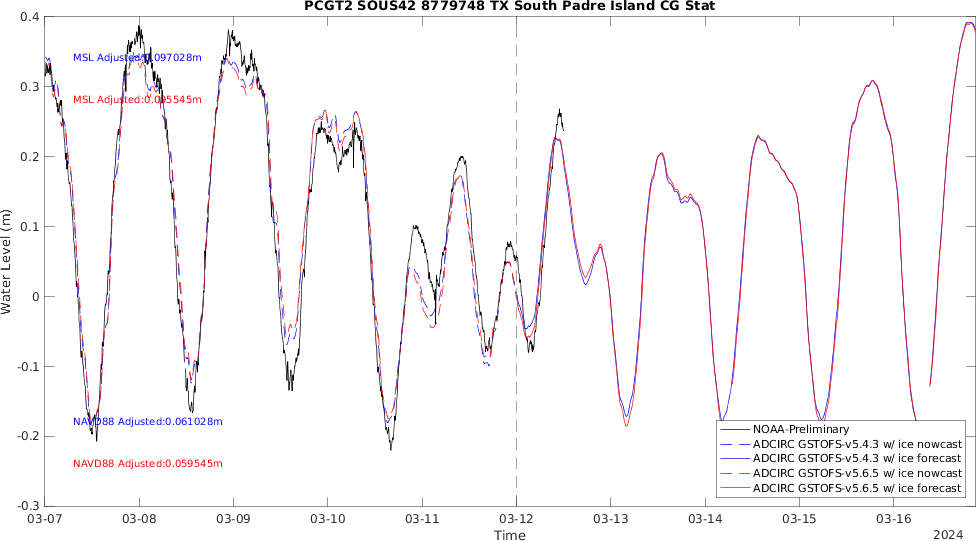 PCGT2 SOUS42 8779748 TX South Padre Island CG Stat
0.4
0.3
0.2
0.1
0
-0.1
-0.2
-0.3
Water Level (m)
MSL Adjusted:0.097028m
MSL Adjusted:0.095545m
NAVD88 Adjusted:0.061028m
NAVD88 Adjusted:0.059545m
NOAA-Preliminary
ADCIRC GSTOFS-v5.4.3 w/ ice nowcast
ADCIRC GSTOFS-v5.4.3 w/ ice forecast
ADCIRC GSTOFS-v5.6.5 w/ ice nowcast
ADCIRC GSTOFS-v5.6.5 w/ ice forecast
03-07 03-08 03-09 03-10 03-11 03-12 03-13 03-14 03-15 03-16
Time
2024